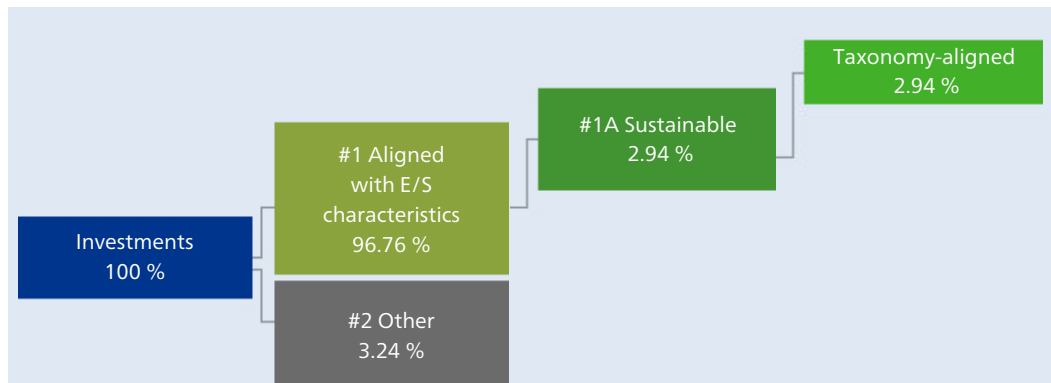 Investments
100 %
#1 Aligned
with E/S
characteristics
96.76 %
#2 Other
3.24 %
#1A Sustainable
2.94 %
Taxonomy-aligned
2.94 %